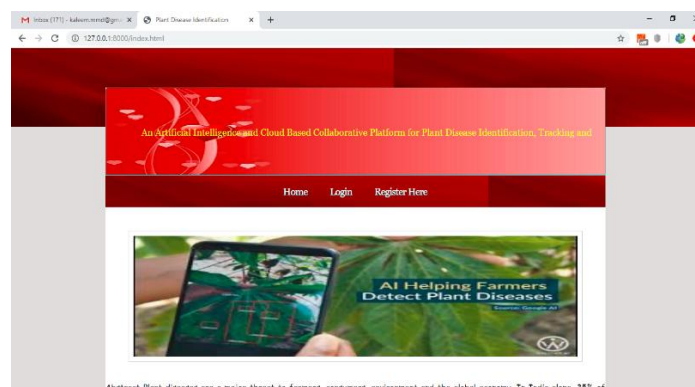 Inbox (171) - kaleem.mmd@gm
Plant Disease Identification
127.0.0.1:8000/index.html
An Artificial Intelligence and Cloud Based Collaborative Platform for Plant Disease Identification, Tracking and
Home Login Register Here
AI Helping Farmers
Detect Plant Diseases
Source: Google AI
Abstract Plant diseases are a major threat to farmers, consumers, environment and the global economy. In India alone, 35% of